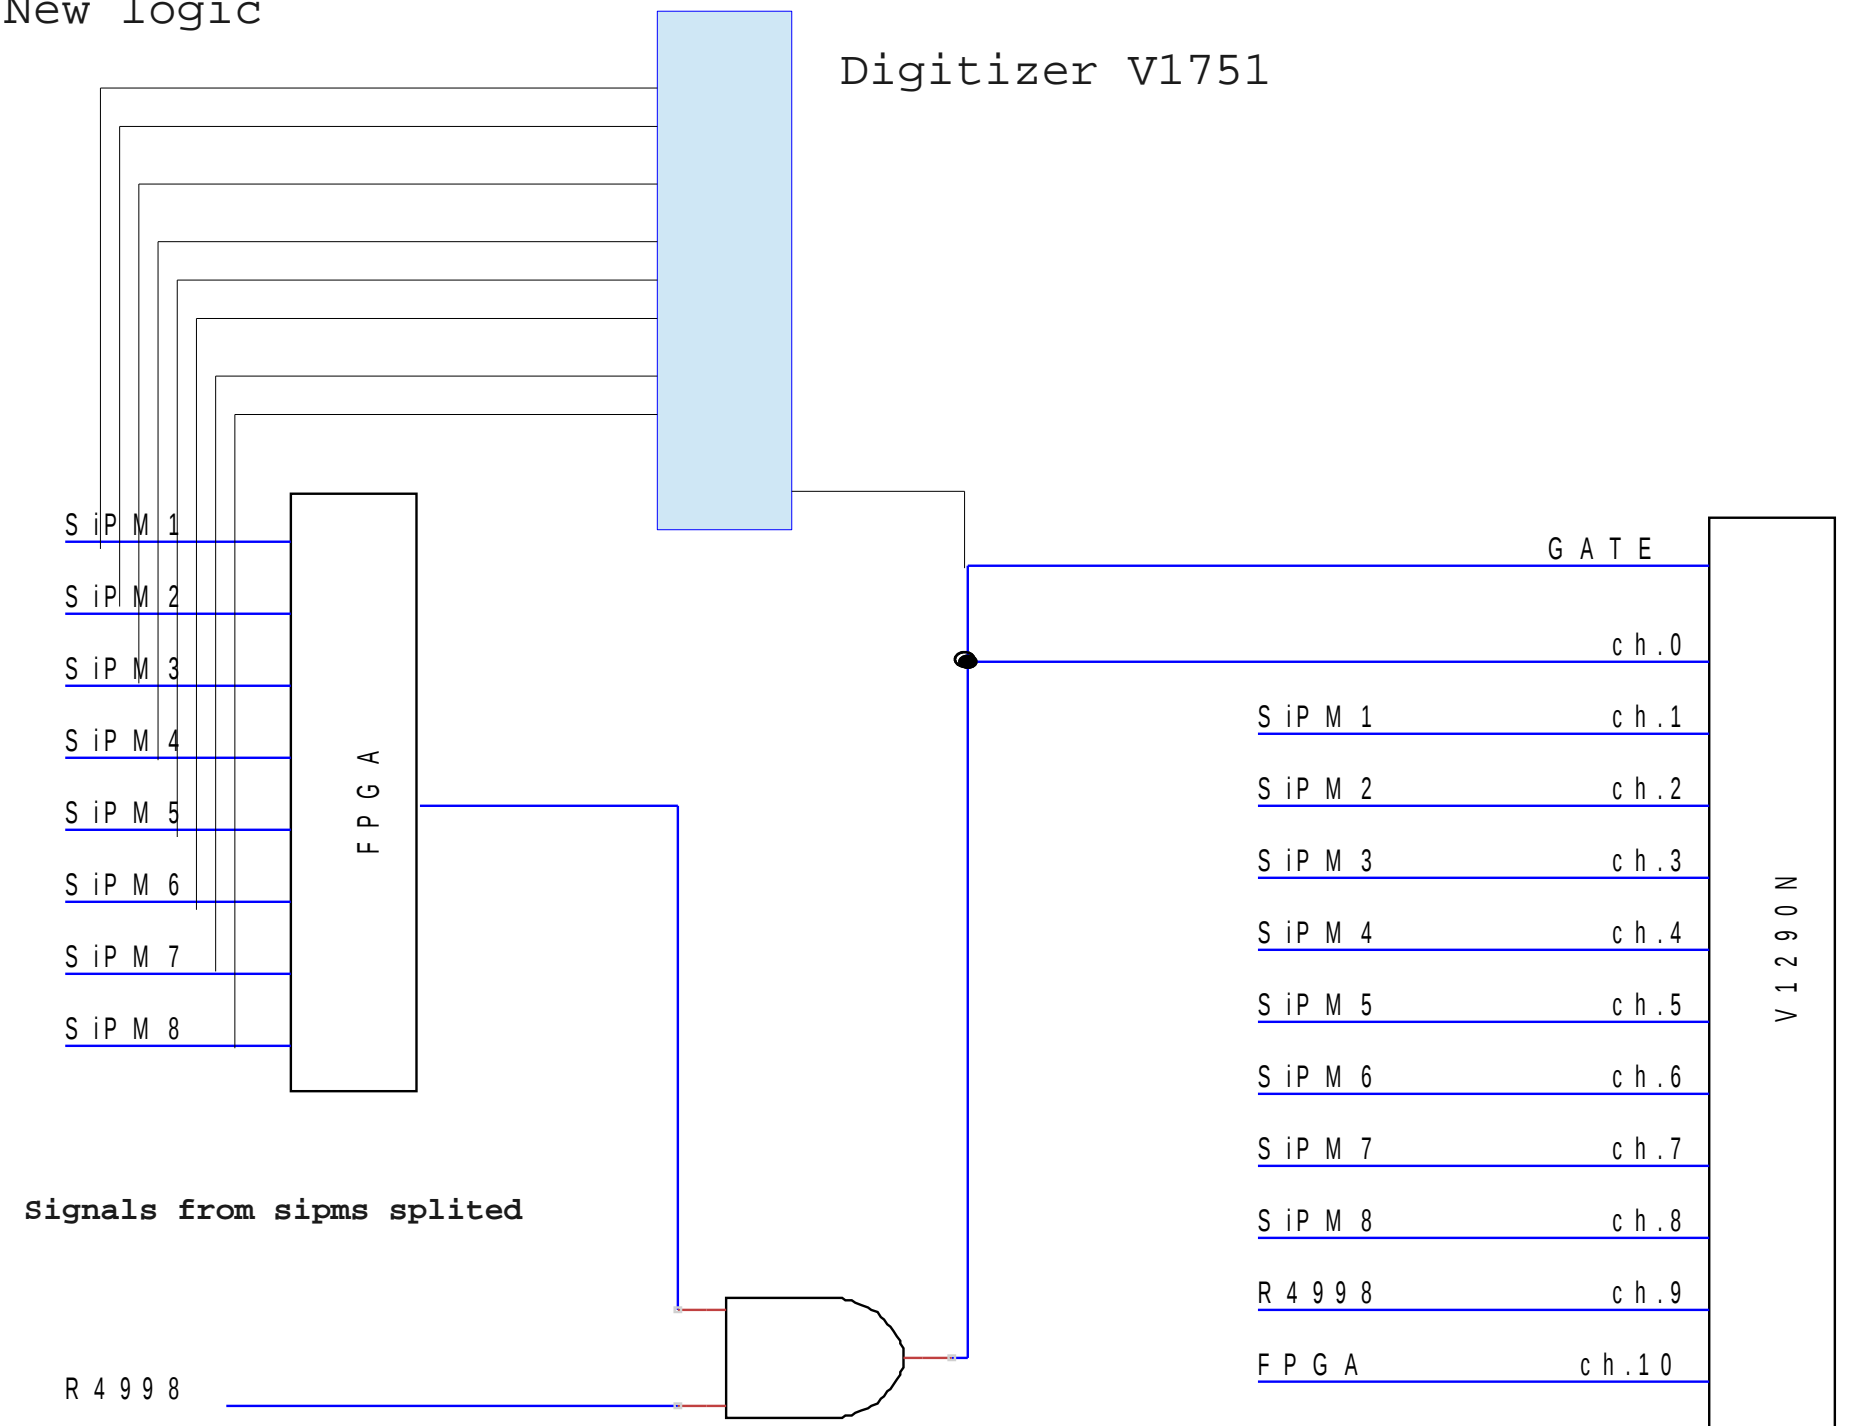 New logic
Digitizer V1751
SiPM 1
SiPM 2
SiPM 3
SiPM 4
SiPM 5
SiPM 6
SiPM 7
SiPM 8
FPGA
Signals from sipms splited
R4998
GATE
ch.0
SiPM 1 ch.1
SiPM 2 ch.2
SiPM 3 ch.3
SiPM 4 ch.4
SiPM 5 ch.5
SiPM 6 ch.6
SiPM 7 ch.7
SiPM 8 ch.8
R4998 ch.9
FPGA ch.10
V1290N